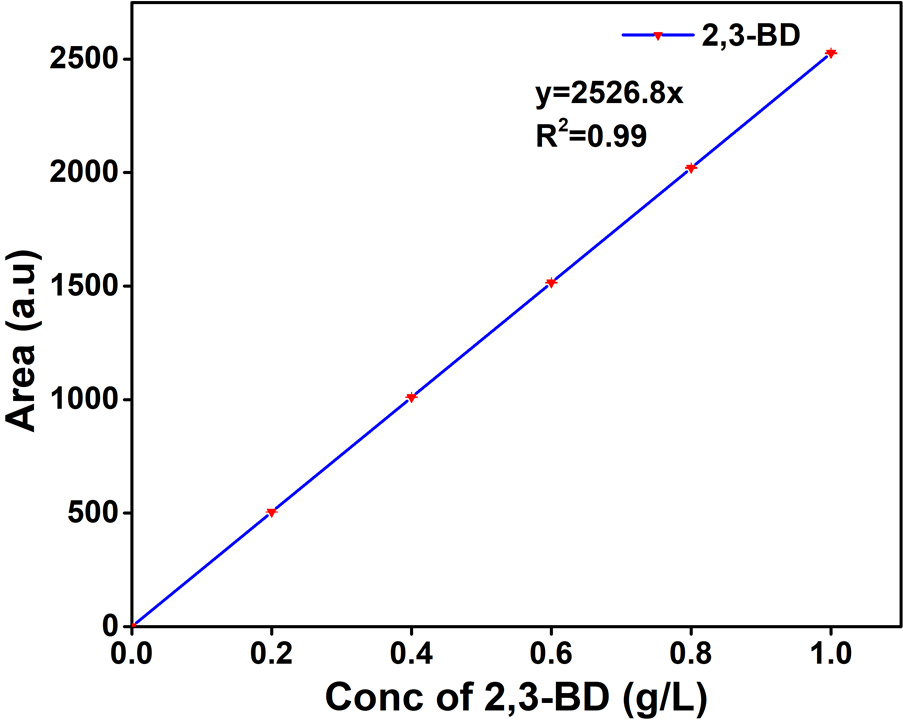 2,3-BD
y=2526.8x
R²=0.99
2500
2000
1500
1000
500
0
0.0 0.2 0.4 0.6 0.8 1.0
Area (a.u)
Conc of 2,3-BD (g/L)